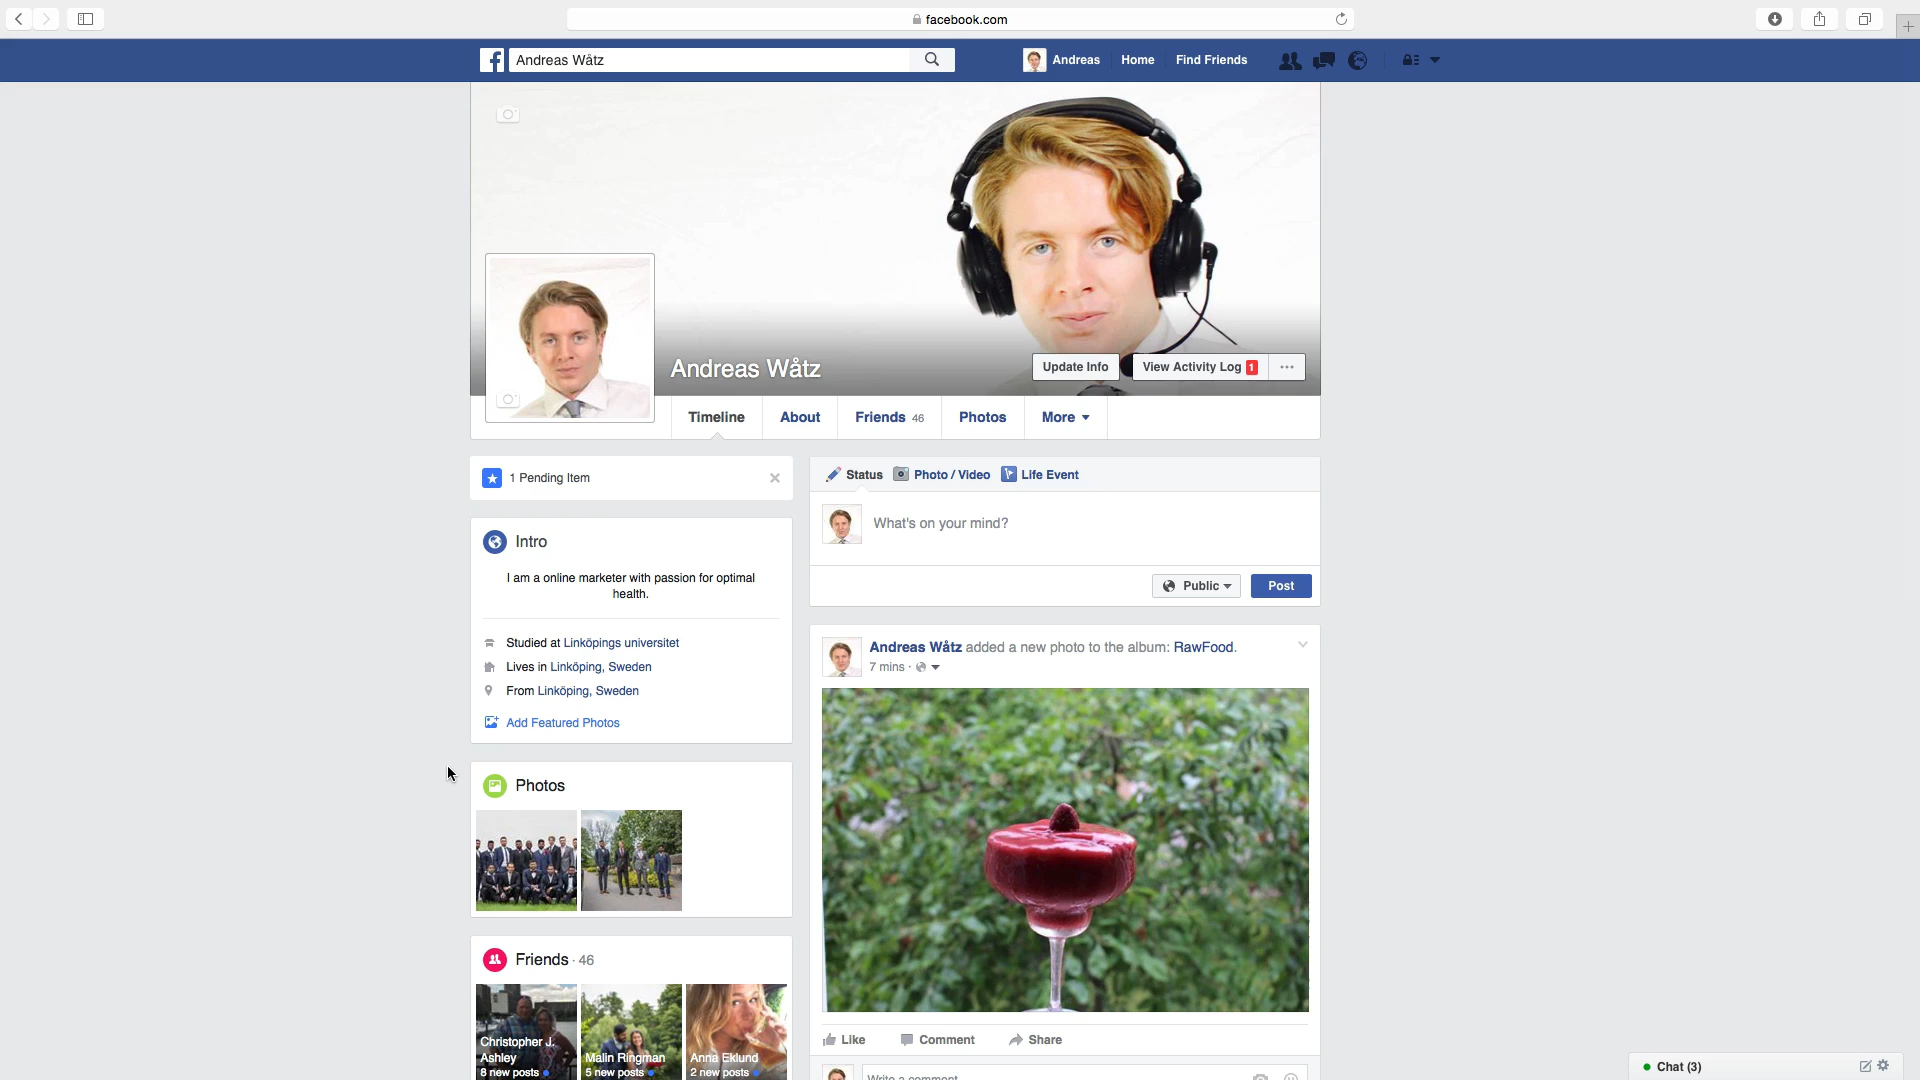 facebook.com
Andreas Wåtz
Andreas
Home
Find Friends
Andreas Wåtz
Update Info
View Activity Log 1
Timeline
About
Friends 46
Photos
More
1 Pending Item
Status
Photo / Video
Life Event
What's on your mind?
Public
Post
Intro
I am a online marketer with passion for optimal
health.
Studied at Linköpings universitet
Lives in Linköping, Sweden
From Linköping, Sweden
Add Featured Photos
Andreas Wåtz added a new photo to the album: RawFood.
7 mins ·
Photos
Friends · 46
Christopher J.
Ashley
8 new posts
Malin Ringman
5 new posts
Anna Eklund
2 new posts
Like
Comment
Share
Write a comment...
Chat (3)